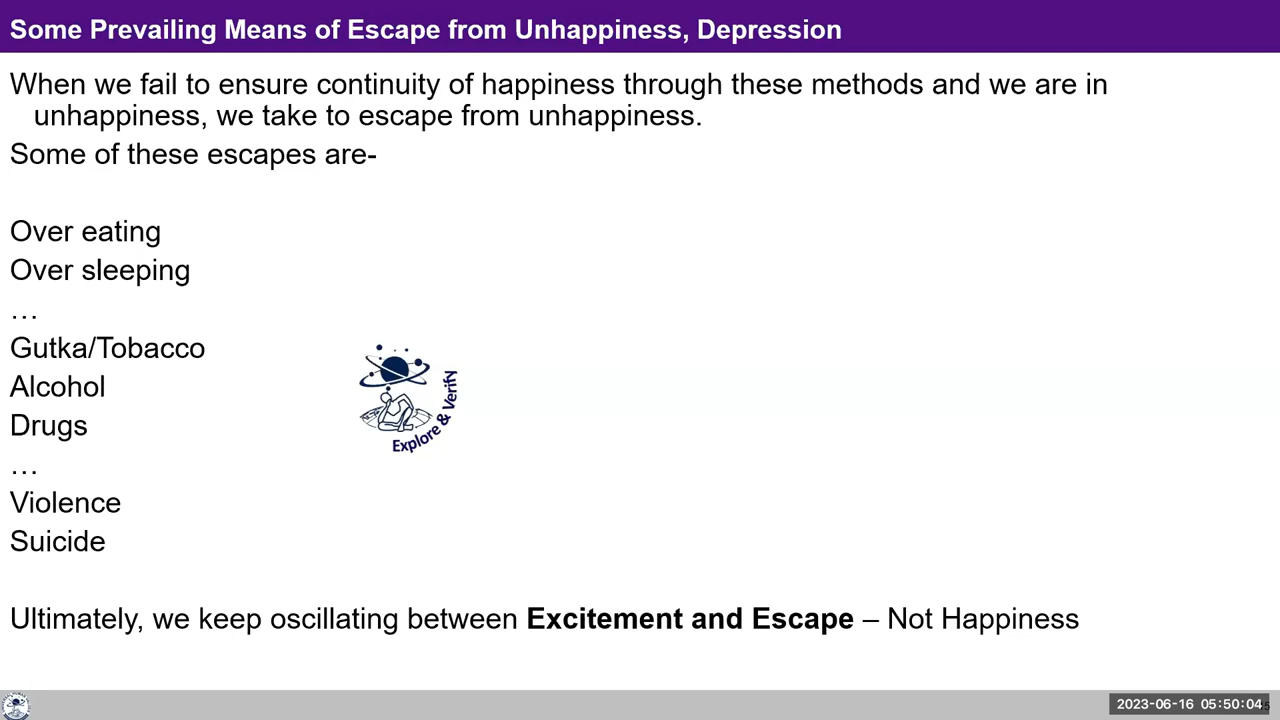 Some Prevailing Means of Escape from Unhappiness, Depression
When we fail to ensure continuity of happiness through these methods and we are in
unhappiness, we take to escape from unhappiness.
Some of these escapes are-
Over eating
Over sleeping
…
Gutka/Tobacco
Alcohol
Drugs
…
Violence
Suicide
Explore & Verify
Ultimately, we keep oscillating between Excitement and Escape – Not Happiness
2023-06-16 05:50:04